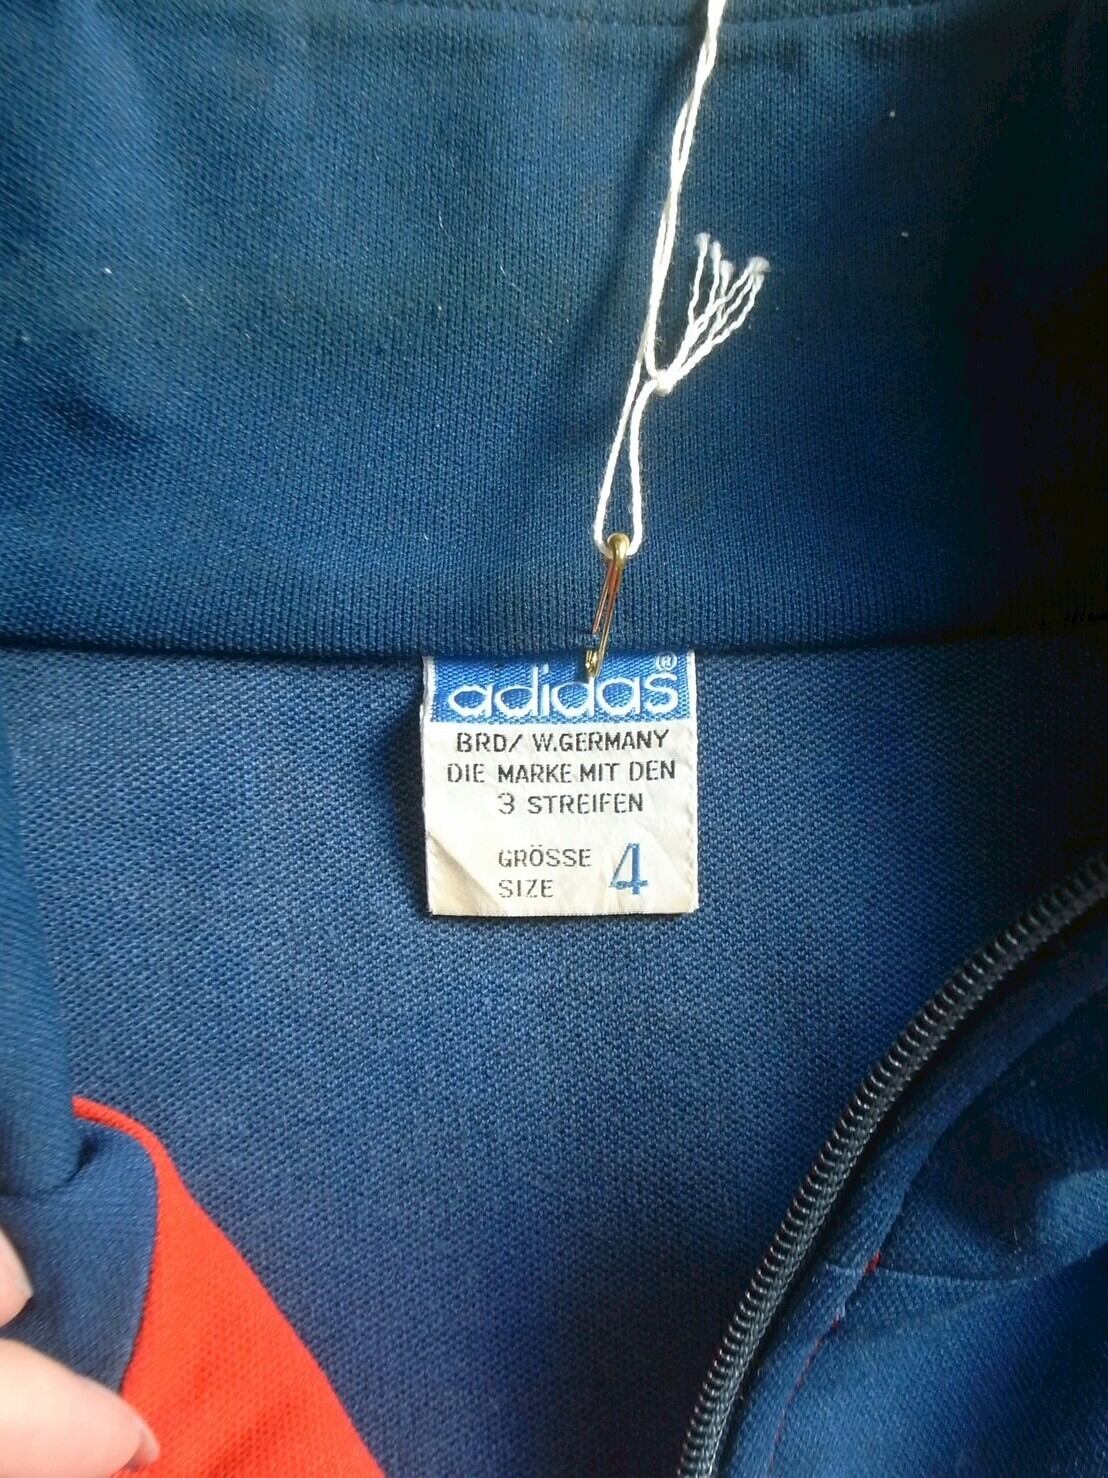 adidas®
BRD/ W.GERMANY
DIE MARKE MIT DEN
3 STREIFEN
GRÖSSE
SIZE 4